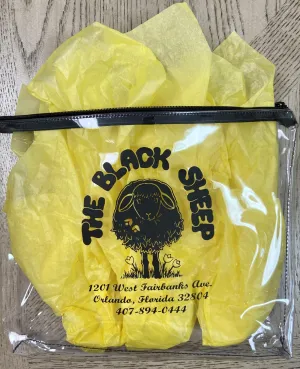 THE BLACK SHEEP
1201 West Fairbanks Ave.
Orlando, Florida 32804
407-894-0444